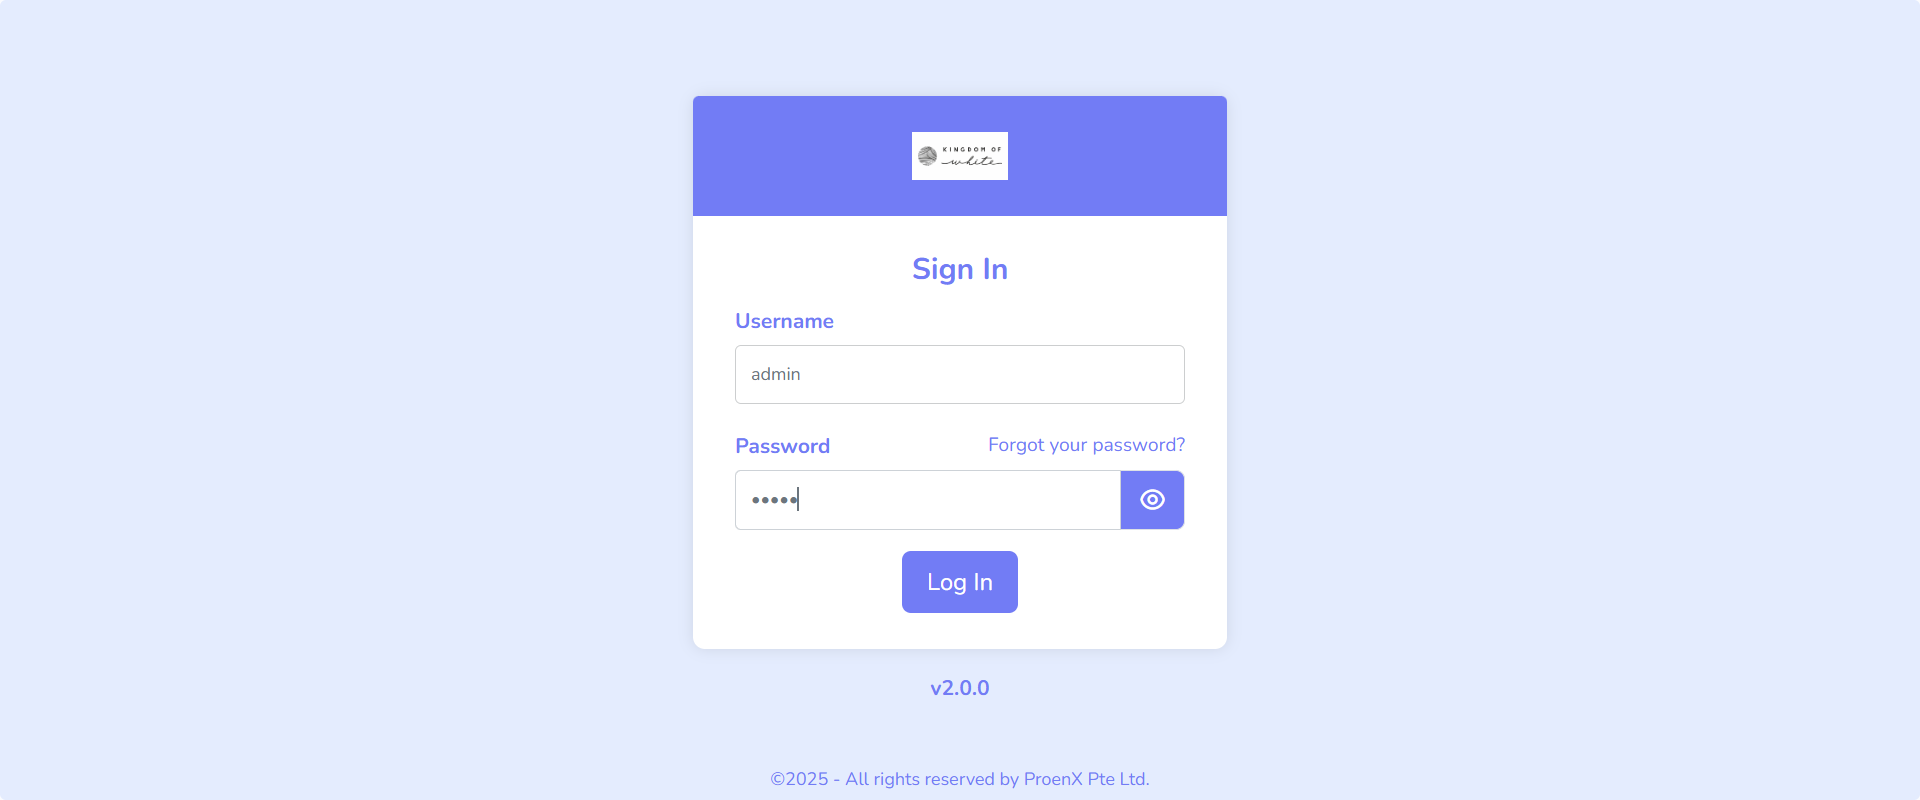 KINGDOM OF
white
Sign In
Username
admin
Password
Forgot your password?
•••••
Log In
v2.0.0
©2025 - All rights reserved by ProenX Pte Ltd.